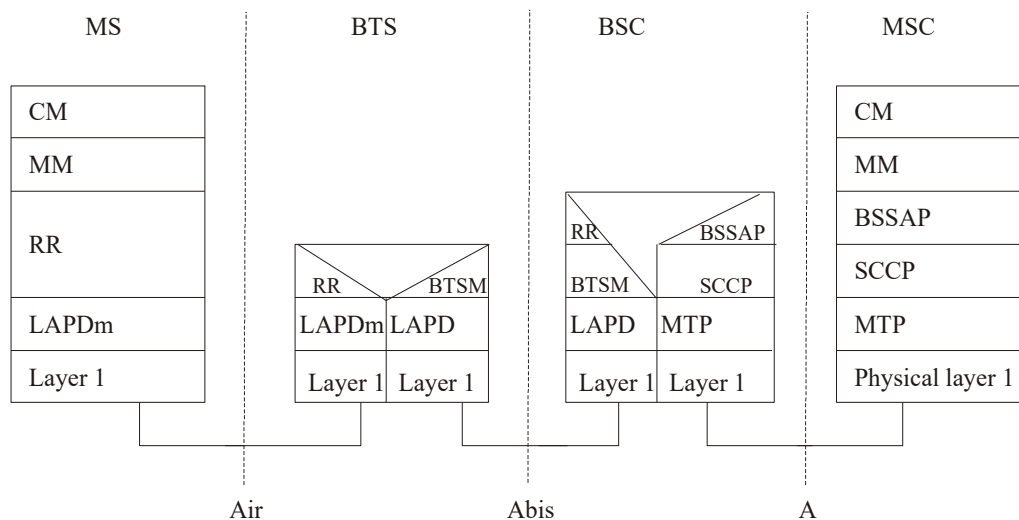 MS BTS BSC MSC
CM CM
MM MM
RR RR BSSAP BSSAP
RR BTSM BTSM SCCP SCCP
LAPDm LAPDm LAPD LAPD MTP MTP
Layer 1 Layer 1 Layer 1 Layer 1 Layer 1 Physical layer 1
Air Abis A